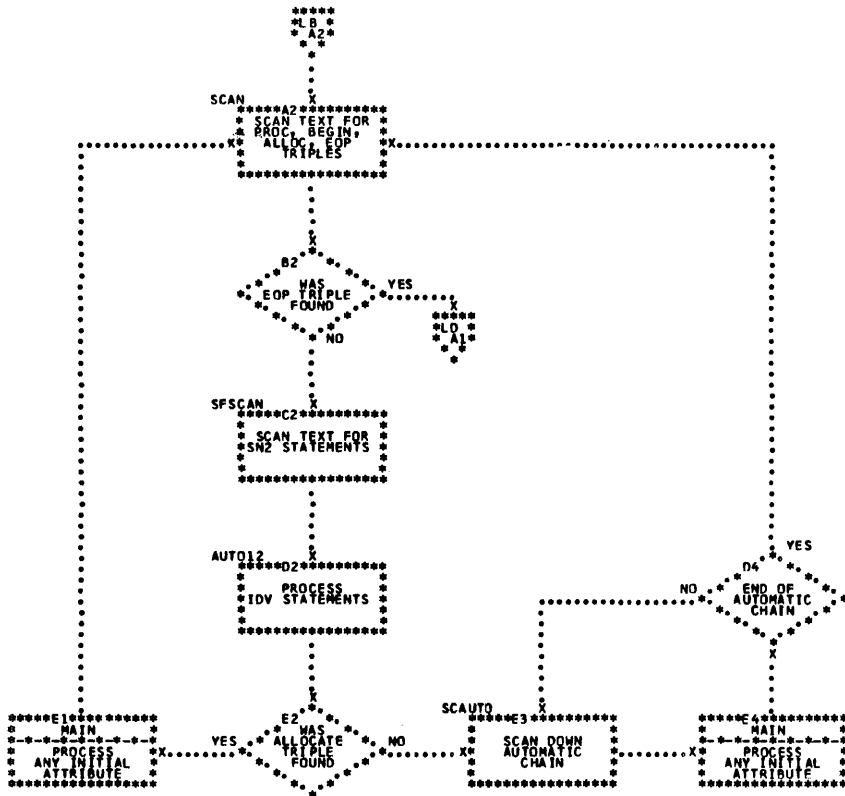 LB
A2
SCAN
A2
SCAN TEXT FOR
PROC, BEGIN,
ALLOC, EOP
TRIPLES
B2
WAS
EOP TRIPLE
FOUND
YES
NO
LD
A1
SFSCAN
C2
SCAN TEXT FOR
SN2 STATEMENTS
AUTO12
D2
PROCESS
IDV STATEMENTS
D4
END OF
AUTOMATIC
CHAIN
YES
NO
E1
MAIN
PROCESS
ANY INITIAL
ATTRIBUTE
E2
WAS
ALLOCATE
TRIPLE
FOUND
YES
NO
SCAUTO
E3
SCAN DOWN
AUTOMATIC
CHAIN
E4
MAIN
PROCESS
ANY INITIAL
ATTRIBUTE